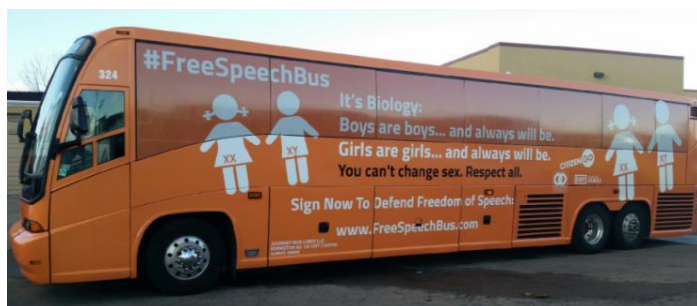 324
#FreeSpeechBus
It's Biology:
Boys are boys... and always will be.
Girls are girls... and always will be.
You can't change sex. Respect all.
XX
XY
XX
XY
CITIZENGO
Sign Now To Defend Freedom of Speech:
www.FreeSpeechBus.com